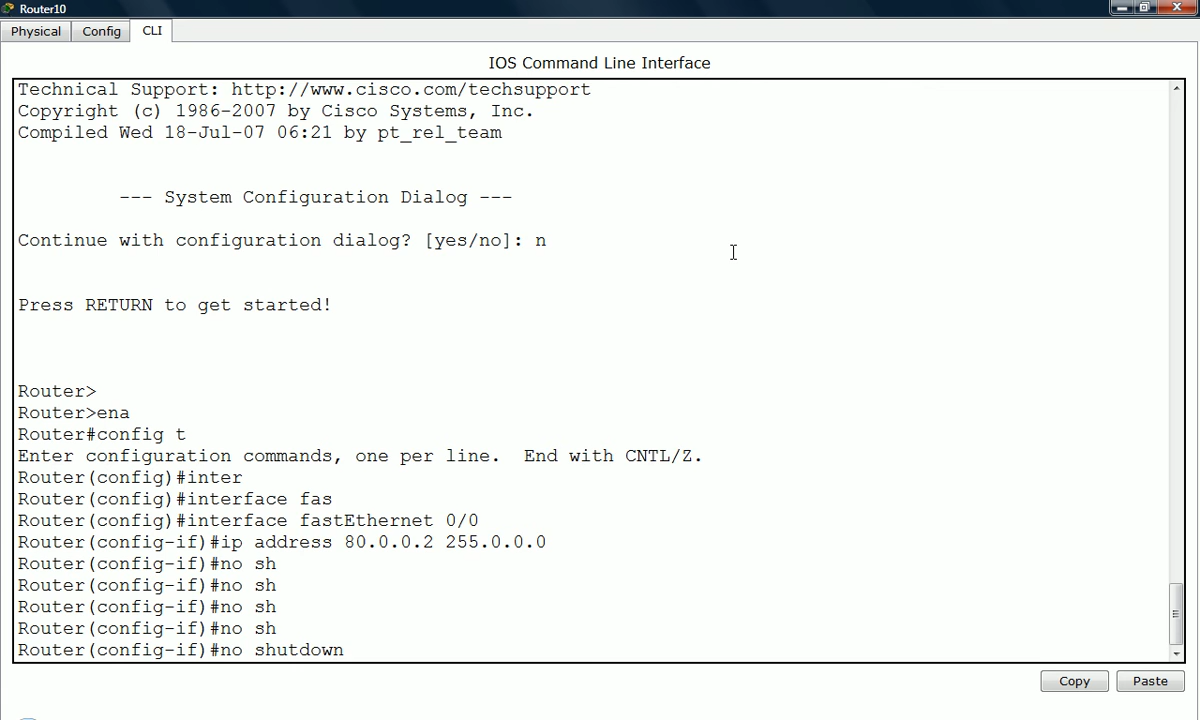 Router10
Physical
Config
CLI
IOS Command Line Interface
Technical Support: http://www.cisco.com/techsupport
Copyright (c) 1986-2007 by Cisco Systems, Inc.
Compiled Wed 18-Jul-07 06:21 by pt_rel_team
--- System Configuration Dialog ---
Continue with configuration dialog? [yes/no]: n
Press RETURN to get started!
Router>
Router>ena
Router#config t
Enter configuration commands, one per line.  End with CNTL/Z.
Router(config)#inter
Router(config)#interface fas
Router(config)#interface fastEthernet 0/0
Router(config-if)#ip address 80.0.0.2 255.0.0.0
Router(config-if)#no sh
Router(config-if)#no sh
Router(config-if)#no sh
Router(config-if)#no sh
Router(config-if)#no shutdown
Copy
Paste